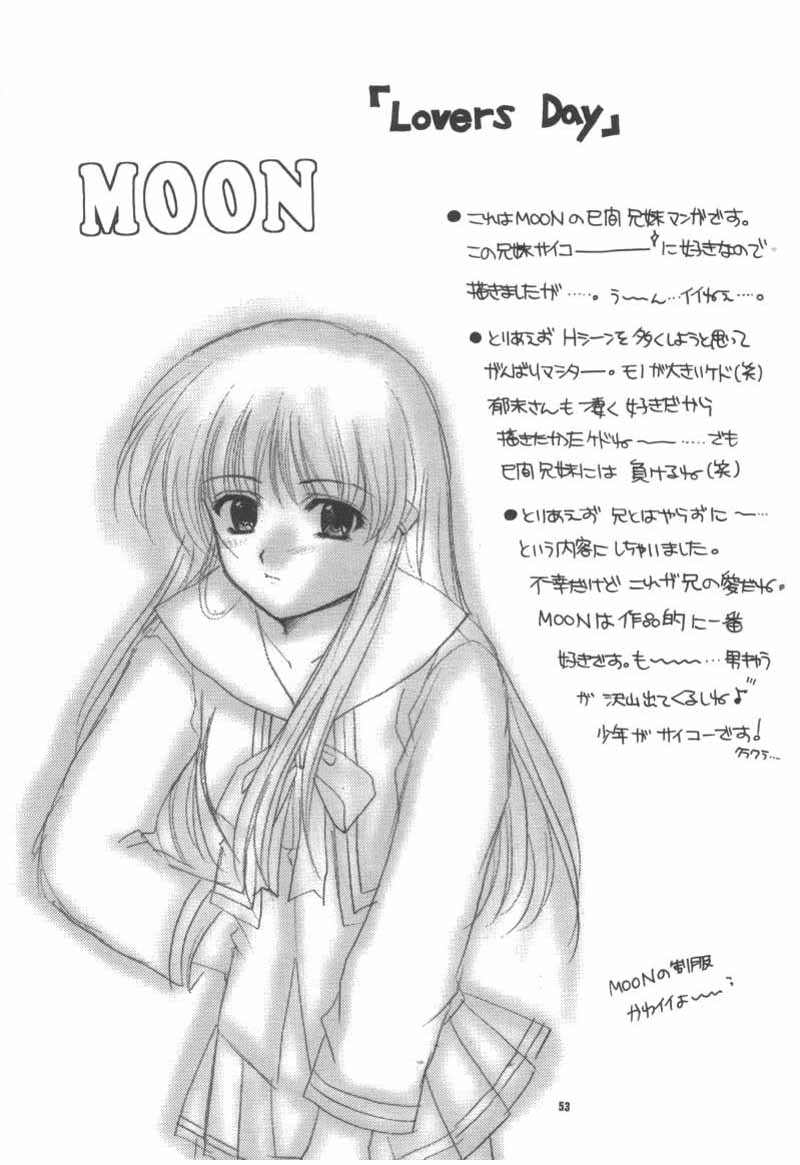 「Lovers Day」
MOON
●これはMOONの巳間兄妹マンガです。
この兄妹サイコ―――に好きなので
描きましたが……。う〜〜ん…イイねぇ…。
●とりあえお Hシーンを多くしようと思って
がんばりマシター。モノが大きいケド(笑)
郁未さんも凄く好きだから
描きたかたケドね〜〜……でも
巳間兄妹には負けるね(笑)
●とりあえお 兄とはやらおに〜…
という内容にしちゃいました。
不幸だけど これが兄の愛だね。
MOONは作品的に一番
好きです。も〜〜〜…男キャラ
が沢山出てくるしね♪
少年がサイコーです!
クラクラ…
MOONの制服
かわイイよ〜〜
53